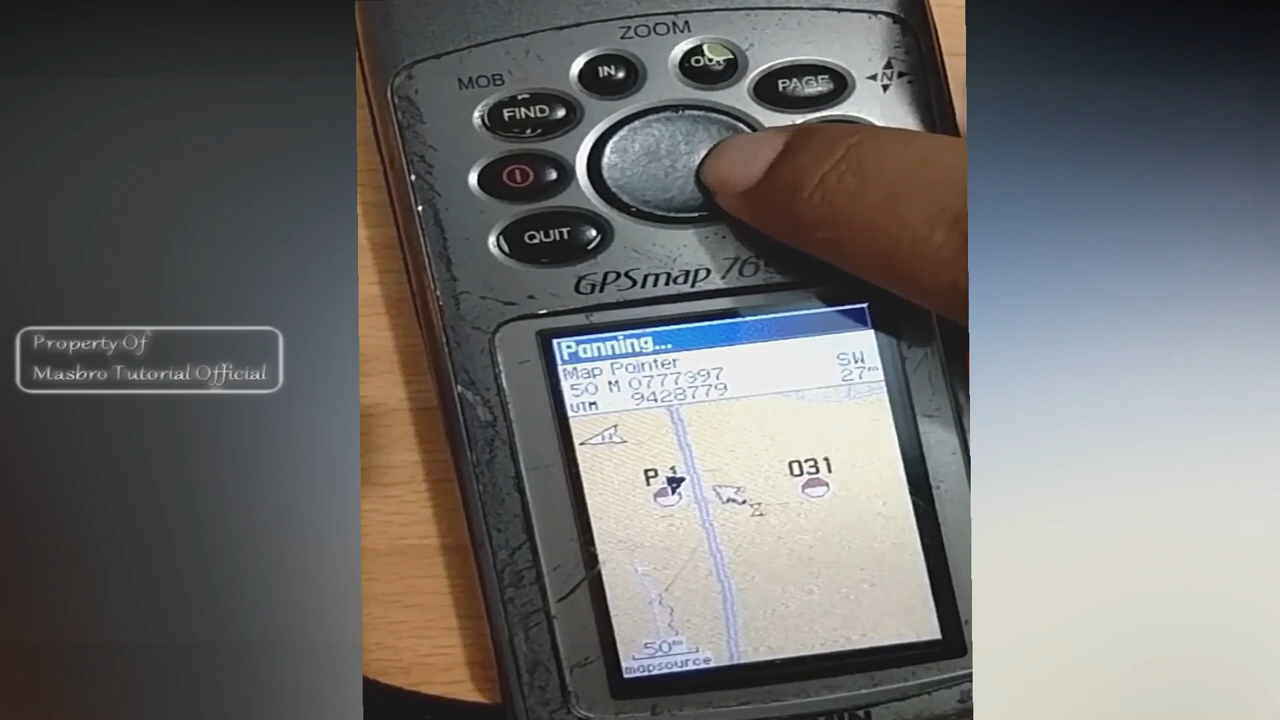 ZOOM
MOB
IN
OUT
PAGE
N
FIND
QUIT
GPSmap 76
Property Of
Masbro Tutorial Official
Panning...
Map Pointer
SW
50 M 0777397
27m
UTM 9428779
P 1
031
50m
mapsource